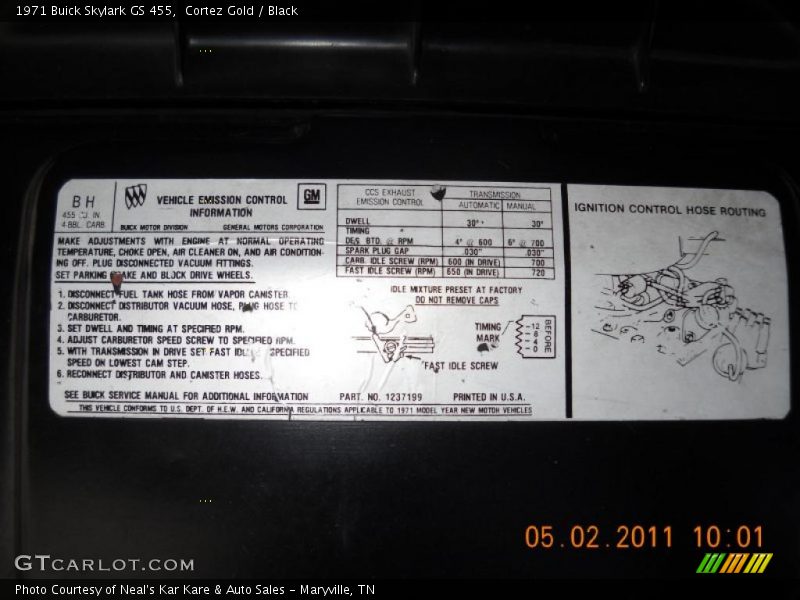 1971 Buick Skylark GS 455, Cortez Gold / Black
BH
455 CU. IN.
4-BBL. CARB.
VEHICLE EMISSION CONTROL
INFORMATION
GM
BUICK MOTOR DIVISION GENERAL MOTORS CORPORATION
MAKE ADJUSTMENTS WITH ENGINE AT NORMAL OPERATING
TEMPERATURE, CHOKE OPEN, AIR CLEANER ON, AND AIR CONDITION-
ING OFF. PLUG DISCONNECTED VACUUM FITTINGS.
SET PARKING BRAKE AND BLOCK DRIVE WHEELS.
1. DISCONNECT FUEL TANK HOSE FROM VAPOR CANISTER.
2. DISCONNECT DISTRIBUTOR VACUUM HOSE, PLUG HOSE TO
CARBURETOR.
3. SET DWELL AND TIMING AT SPECIFIED RPM.
4. ADJUST CARBURETOR SPEED SCREW TO SPECIFIED RPM.
5. WITH TRANSMISSION IN DRIVE SET FAST IDLE SPECIFIED
SPEED ON LOWEST CAM STEP.
6. RECONNECT DISTRIBUTOR AND CANISTER HOSES.
SEE BUICK SERVICE MANUAL FOR ADDITIONAL INFORMATION
CCS EXHAUST
EMISSION CONTROL
TRANSMISSION
AUTOMATIC MANUAL
DWELL 30° 30°
TIMING
DES. BTD. @ RPM 4° @ 600 6° @ 700
SPARK PLUG GAP .030" .030"
CARB IDLE SCREW (RPM) 600 (IN DRIVE) 700
FAST IDLE SCREW (RPM) 650 (IN DRIVE) 720
IDLE MIXTURE PRESET AT FACTORY
DO NOT REMOVE CAPS
TIMING
MARK
12
8
4
0
BEFORE
FAST IDLE SCREW
PART. NO. 1237199 PRINTED IN U.S.A.
THIS VEHICLE CONFORMS TO U.S. DEPT. OF H.E.W. AND CALIFORNIA REGULATIONS APPLICABLE TO 1971 MODEL YEAR NEW MOTOR VEHICLES
IGNITION CONTROL HOSE ROUTING
05.02.2011 10:01
GTCARLOT.COM
Photo Courtesy of Neal's Kar Kare & Auto Sales - Maryville, TN